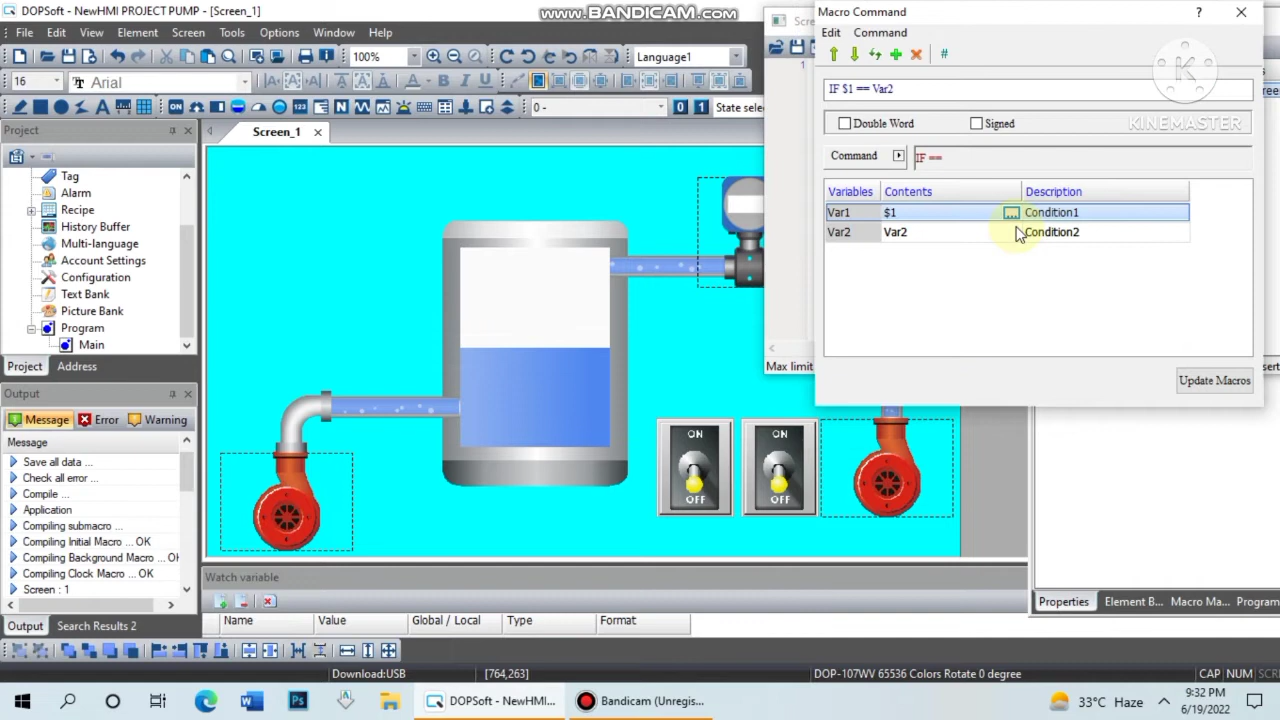 DOPSoft - NewHMI PROJECT PUMP - [Screen_1]
www.BANDICAM.com
File Edit View Element Screen Tools Options Window Help
100%
Language1
16
Arial
0 -
State selec
Project
Screen_1
Tag
Alarm
Recipe
History Buffer
Multi-language
Account Settings
Configuration
Text Bank
Picture Bank
Program
Main
Project
Address
Output
Message
Error
Warning
Message
Save all data ...
Check all error ...
Compile ...
Application
Compiling submacro ...
Compiling Initial Macro ... OK
Compiling Background Macro ... OK
Compiling Clock Macro ... OK
Screen : 1
Output
Search Results 2
ON
OFF
ON
OFF
Watch variable
Name
Value
Global / Local
Type
Format
Scre
1
Max limit
Macro Command
?
Edit Command
#
IF $1 == Var2
K
Double Word
Signed
KINEMASTER
Command
IF ==
Variables
Contents
Description
Var1
$1
...
Condition1
Var2
Var2
Condition2
Update Macros
Properties
Element B...
Macro Ma...
Program
Download:USB
[764,263]
DOP-107WV 65536 Colors Rotate 0 degree
CAP
NUM
DOPSoft - NewHMI...
Bandicam (Unregis...
33°C Haze
9:32 PM
6/19/2022